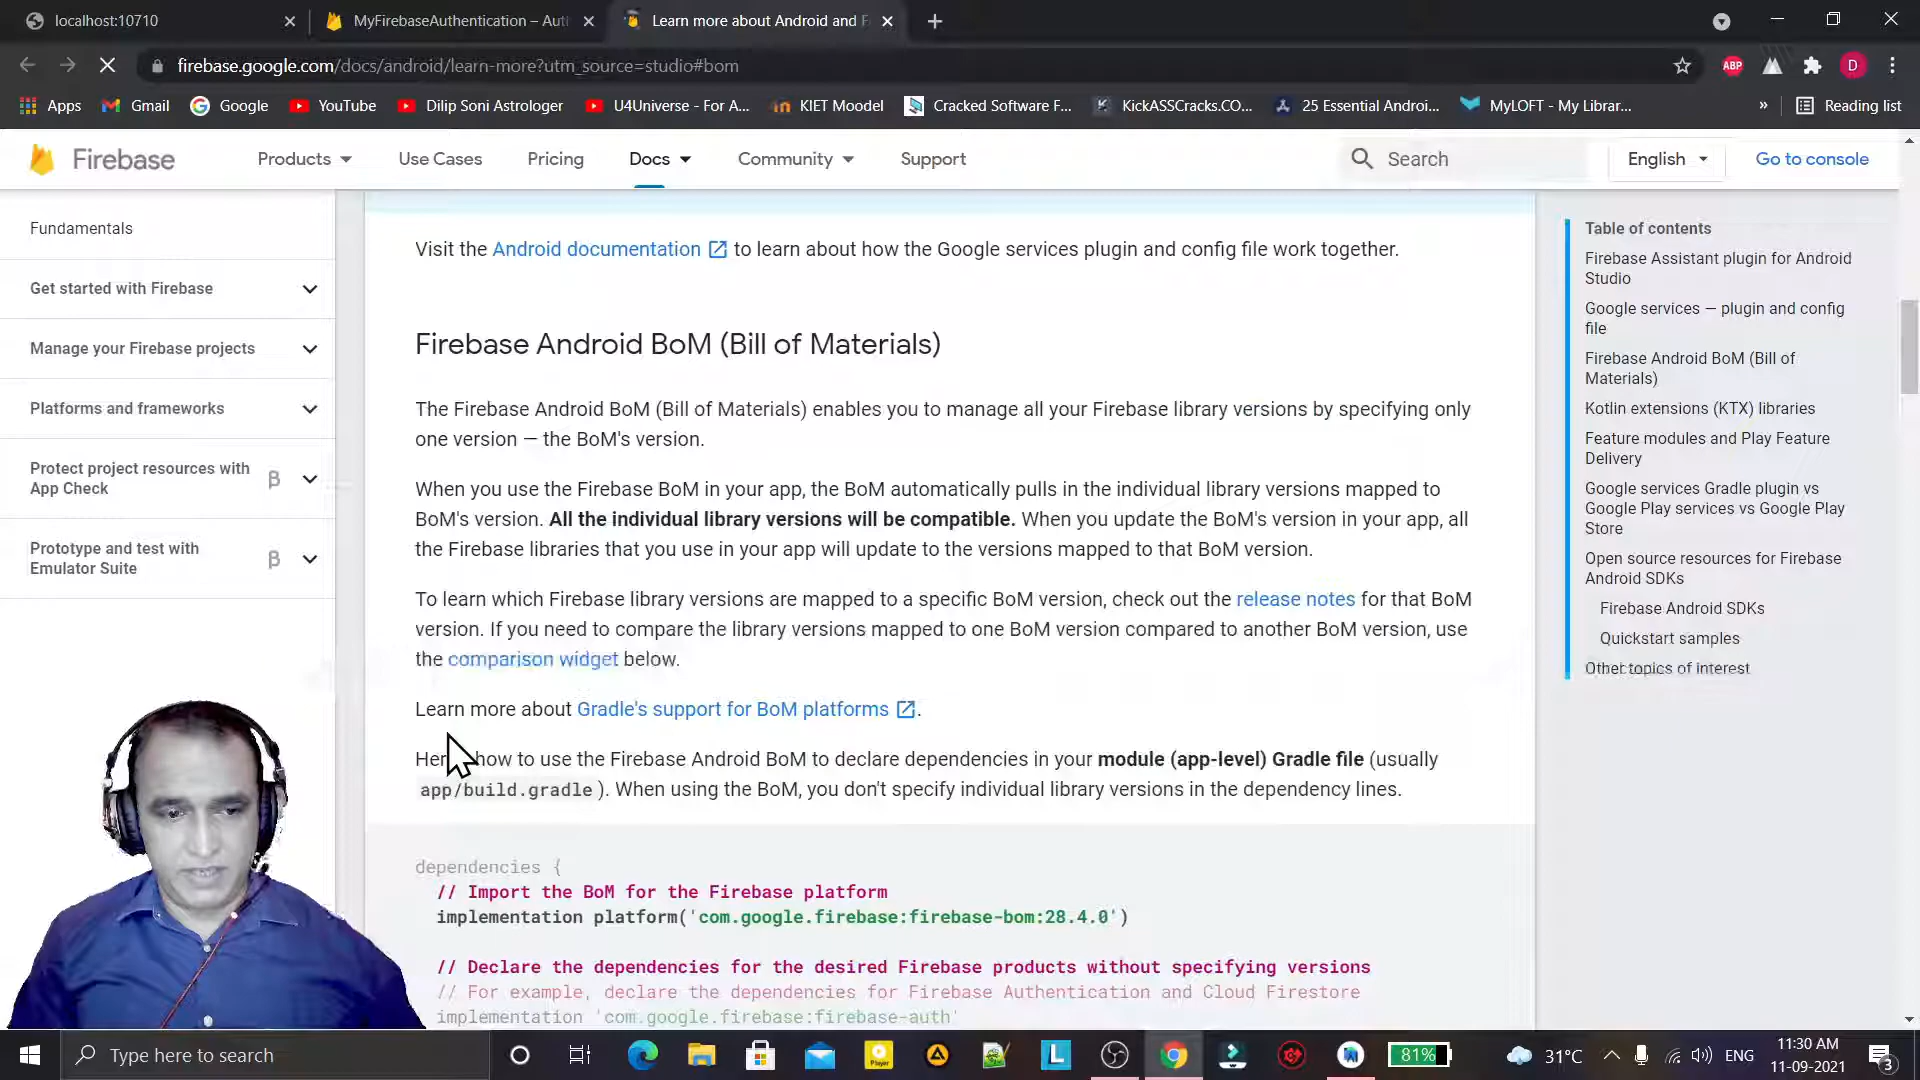 localhost:10710
MyFirebaseAuthentication – Aut
Learn more about Android and F
firebase.google.com/docs/android/learn-more?utm_source=studio#bom
ABP
D
Apps
Gmail
Google
YouTube
Dilip Soni Astrologer
U4Universe - For A...
KIET Moodel
Cracked Software F...
KickASSCracks.CO...
25 Essential Androi...
MyLOFT - My Librar...
»
Reading list
Firebase
Products
Use Cases
Pricing
Docs
Community
Support
Search
English
Go to console
Fundamentals
Get started with Firebase
Manage your Firebase projects
Platforms and frameworks
Protect project resources with
App Check
β
Prototype and test with
Emulator Suite
β
Visit the Android documentation to learn about how the Google services plugin and config file work together.
Firebase Android BoM (Bill of Materials)
The Firebase Android BoM (Bill of Materials) enables you to manage all your Firebase library versions by specifying only
one version — the BoM's version.
When you use the Firebase BoM in your app, the BoM automatically pulls in the individual library versions mapped to
BoM's version. All the individual library versions will be compatible. When you update the BoM's version in your app, all
the Firebase libraries that you use in your app will update to the versions mapped to that BoM version.
To learn which Firebase library versions are mapped to a specific BoM version, check out the release notes for that BoM
version. If you need to compare the library versions mapped to one BoM version compared to another BoM version, use
the comparison widget below.
Learn more about Gradle's support for BoM platforms .
Her how to use the Firebase Android BoM to declare dependencies in your module (app-level) Gradle file (usually
app/build.gradle ). When using the BoM, you don't specify individual library versions in the dependency lines.
dependencies {
// Import the BoM for the Firebase platform
implementation platform('com.google.firebase:firebase-bom:28.4.0')
// Declare the dependencies for the desired Firebase products without specifying versions
// For example, declare the dependencies for Firebase Authentication and Cloud Firestore
implementation 'com.google.firebase:firebase-auth'
Table of contents
Firebase Assistant plugin for Android
Studio
Google services — plugin and config
file
Firebase Android BoM (Bill of
Materials)
Kotlin extensions (KTX) libraries
Feature modules and Play Feature
Delivery
Google services Gradle plugin vs
Google Play services vs Google Play
Store
Open source resources for Firebase
Android SDKs
Firebase Android SDKs
Quickstart samples
Other topics of interest
Type here to search
Player
L
81%
31°C
ENG
11:30 AM
11-09-2021
3